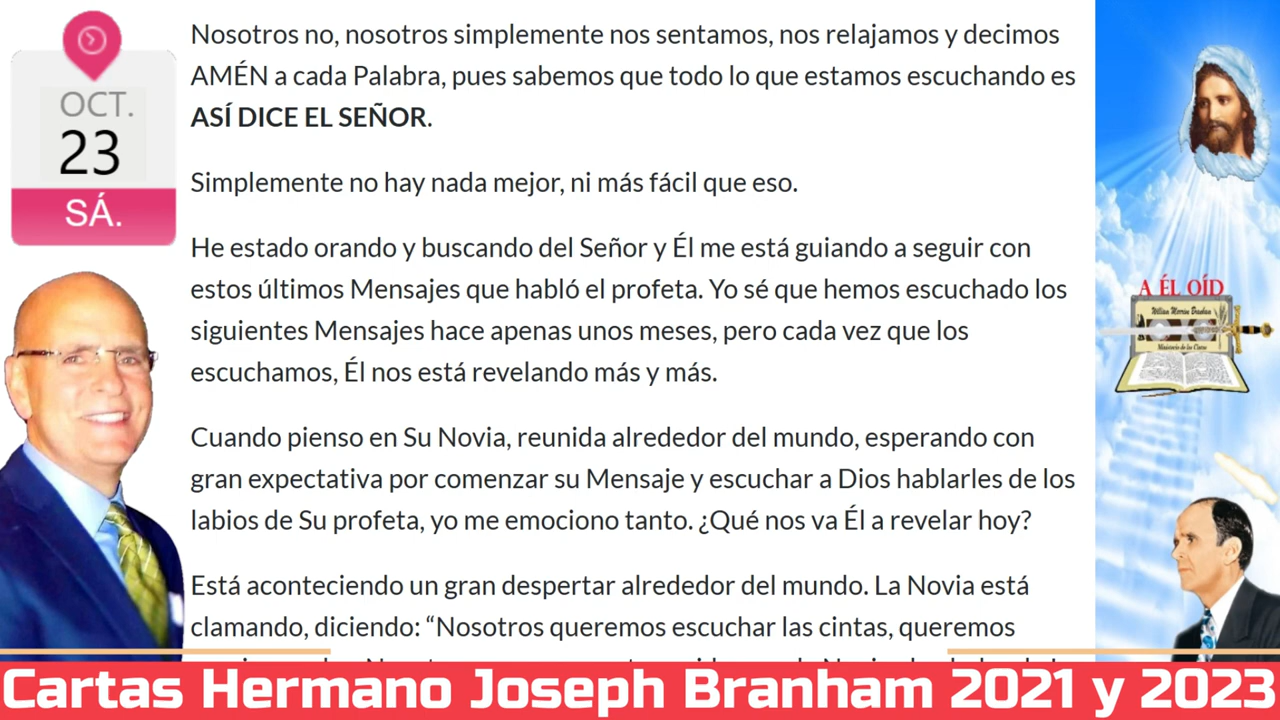 OCT.
23
SÁ.
Nosotros no, nosotros simplemente nos sentamos, nos relajamos y decimos
AMÉN a cada Palabra, pues sabemos que todo lo que estamos escuchando es
ASÍ DICE EL SEÑOR.
Simplemente no hay nada mejor, ni más fácil que eso.
He estado orando y buscando del Señor y Él me está guiando a seguir con
estos últimos Mensajes que habló el profeta. Yo sé que hemos escuchado los
siguientes Mensajes hace apenas unos meses, pero cada vez que los
escuchamos, Él nos está revelando más y más.
Cuando pienso en Su Novia, reunida alrededor del mundo, esperando con
gran expectativa por comenzar su Mensaje y escuchar a Dios hablarles de los
labios de Su profeta, yo me emociono tanto. ¿Qué nos va Él a revelar hoy?
Está aconteciendo un gran despertar alrededor del mundo. La Novia está
clamando, diciendo: “Nosotros queremos escuchar las cintas, queremos
A ÉL OÍD
Cartas Hermano Joseph Branham 2021 y 2023